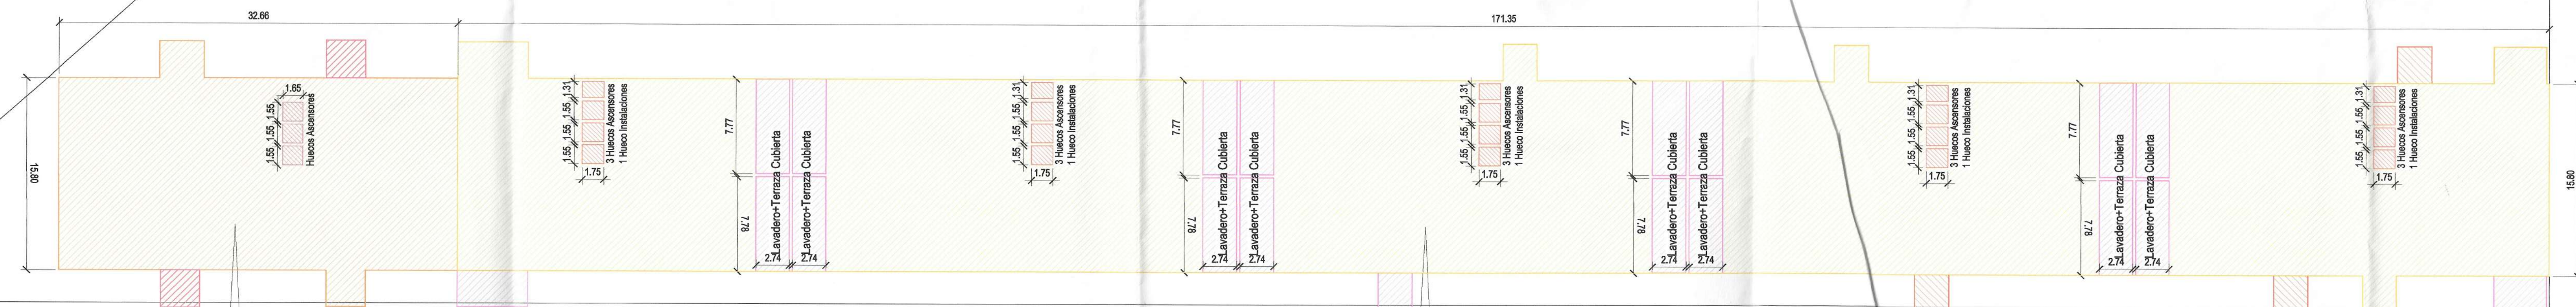 32.66
171.35
15.80
1.65
1.55
1.55
1.55
Huecos Ascensores
1.31
1.55
1.55
1.55
1.75
3 Huecos Ascensores
1 Hueco Instalaciones
7.77
7.78
Lavadero+Terraza Cubierta
Lavadero+Terraza Cubierta
2.74
2.74
1.31
1.55
1.55
1.55
1.75
3 Huecos Ascensores
1 Hueco Instalaciones
7.77
7.78
Lavadero+Terraza Cubierta
Lavadero+Terraza Cubierta
2.74
2.74
1.31
1.55
1.55
1.55
1.75
3 Huecos Ascensores
1 Hueco Instalaciones
7.77
7.78
Lavadero+Terraza Cubierta
Lavadero+Terraza Cubierta
2.74
2.74
1.31
1.55
1.55
1.55
1.75
3 Huecos Ascensores
1 Hueco Instalaciones
7.77
7.78
Lavadero+Terraza Cubierta
Lavadero+Terraza Cubierta
2.74
2.74
1.31
1.55
1.55
1.55
1.75
3 Huecos Ascensores
1 Hueco Instalaciones
15.80